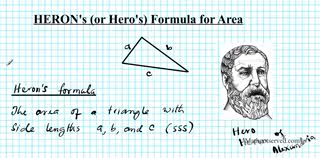 HERON's (or Hero's) Formula for Area
a
b
c
Heron's formula
The area of a triangle with
side lengths a, b, and c (sss)
Hero of
Alexandria